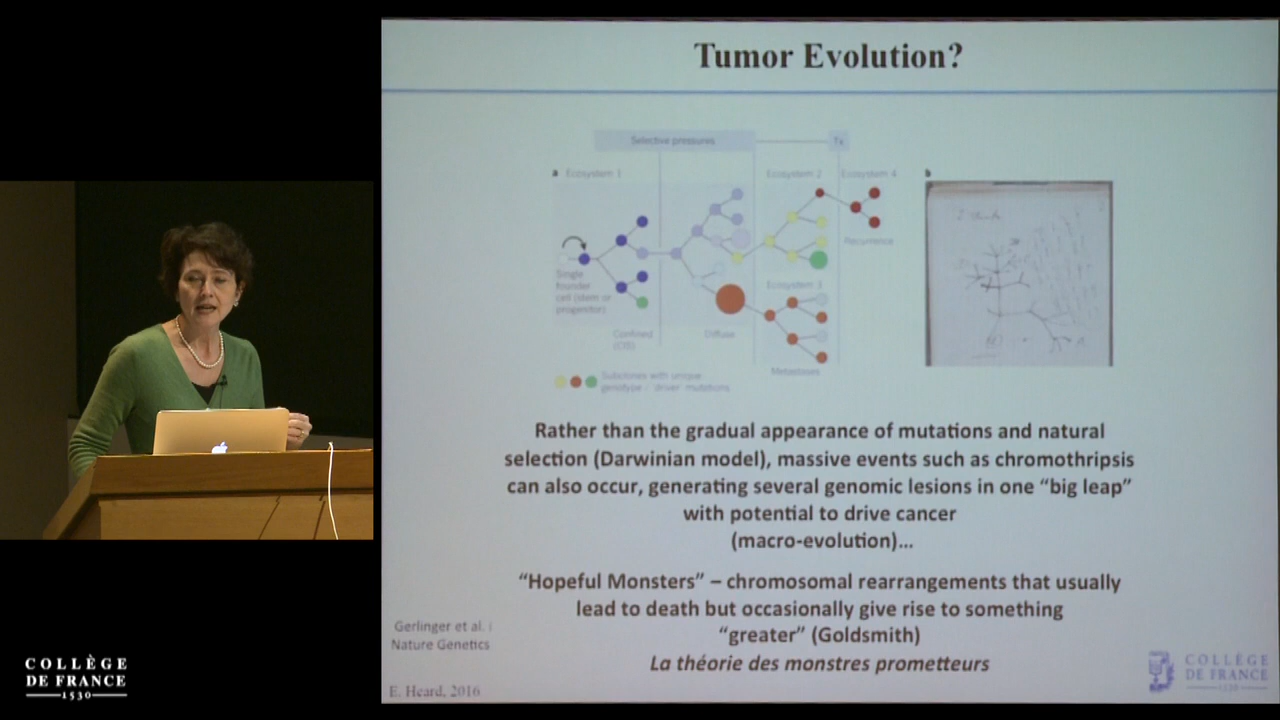 Tumor Evolution?
Selective pressures
Tx
a Ecosystem 1
Ecosystem 2
Ecosystem 4
b
Recurrence
Single
founder
cell (stem or
progenitor)
Ecosystem 3
Confined
(CIS)
Diffuse
Metastases
Subclones with unique
genotype 'driver' mutations
Rather than the gradual appearance of mutations and natural
selection (Darwinian model), massive events such as chromothripsis
can also occur, generating several genomic lesions in one “big leap”
with potential to drive cancer
(macro-evolution)…
“Hopeful Monsters” – chromosomal rearrangements that usually
lead to death but occasionally give rise to something
“greater” (Goldsmith)
La théorie des monstres prometteurs
Gerlinger et al.
Nature Genetics
E. Heard, 2016
COLLÈGE
DE FRANCE
1530
COLLÈGE
DE FRANCE
1530